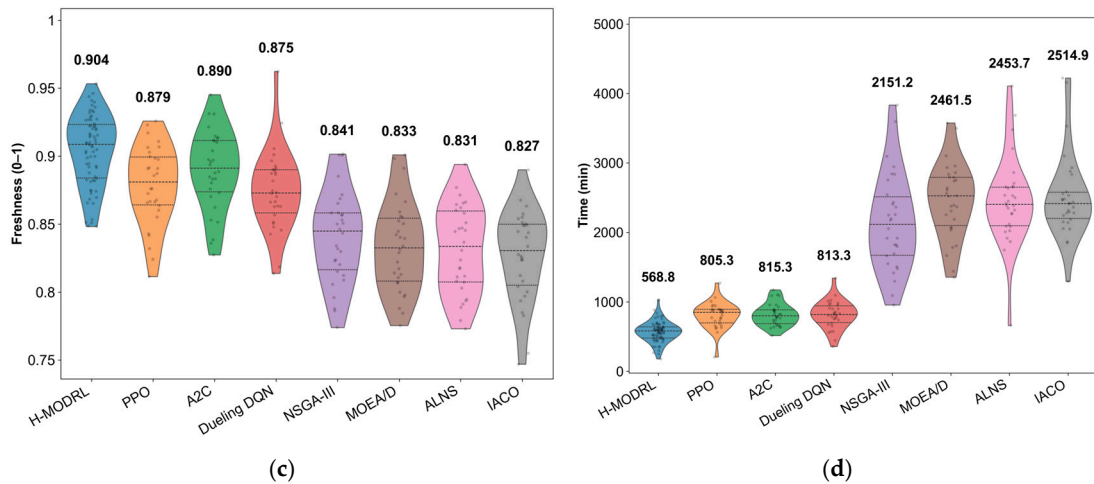 1
0.95
0.9
0.85
0.8
0.75
Freshness (0–1)
0.904
0.879
0.890
0.875
0.841
0.833
0.831
0.827
H-MODRL
PPO
A2C
Dueling DQN
NSGA-III
MOEA/D
ALNS
IACO
(c)
5000
4000
3000
2000
1000
0
Time (min)
568.8
805.3
815.3
813.3
2151.2
2461.5
2453.7
2514.9
H-MODRL
PPO
A2C
Dueling DQN
NSGA-III
MOEA/D
ALNS
IACO
(d)